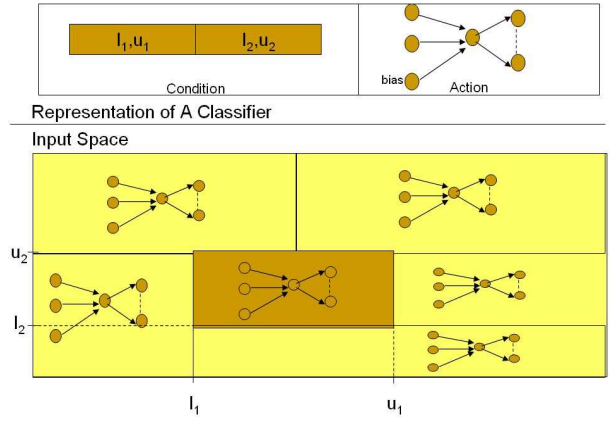 l₁,u₁ l₂,u₂
bias
Condition Action
Representation of A Classifier
Input Space
u₂
l₂
l₁ u₁